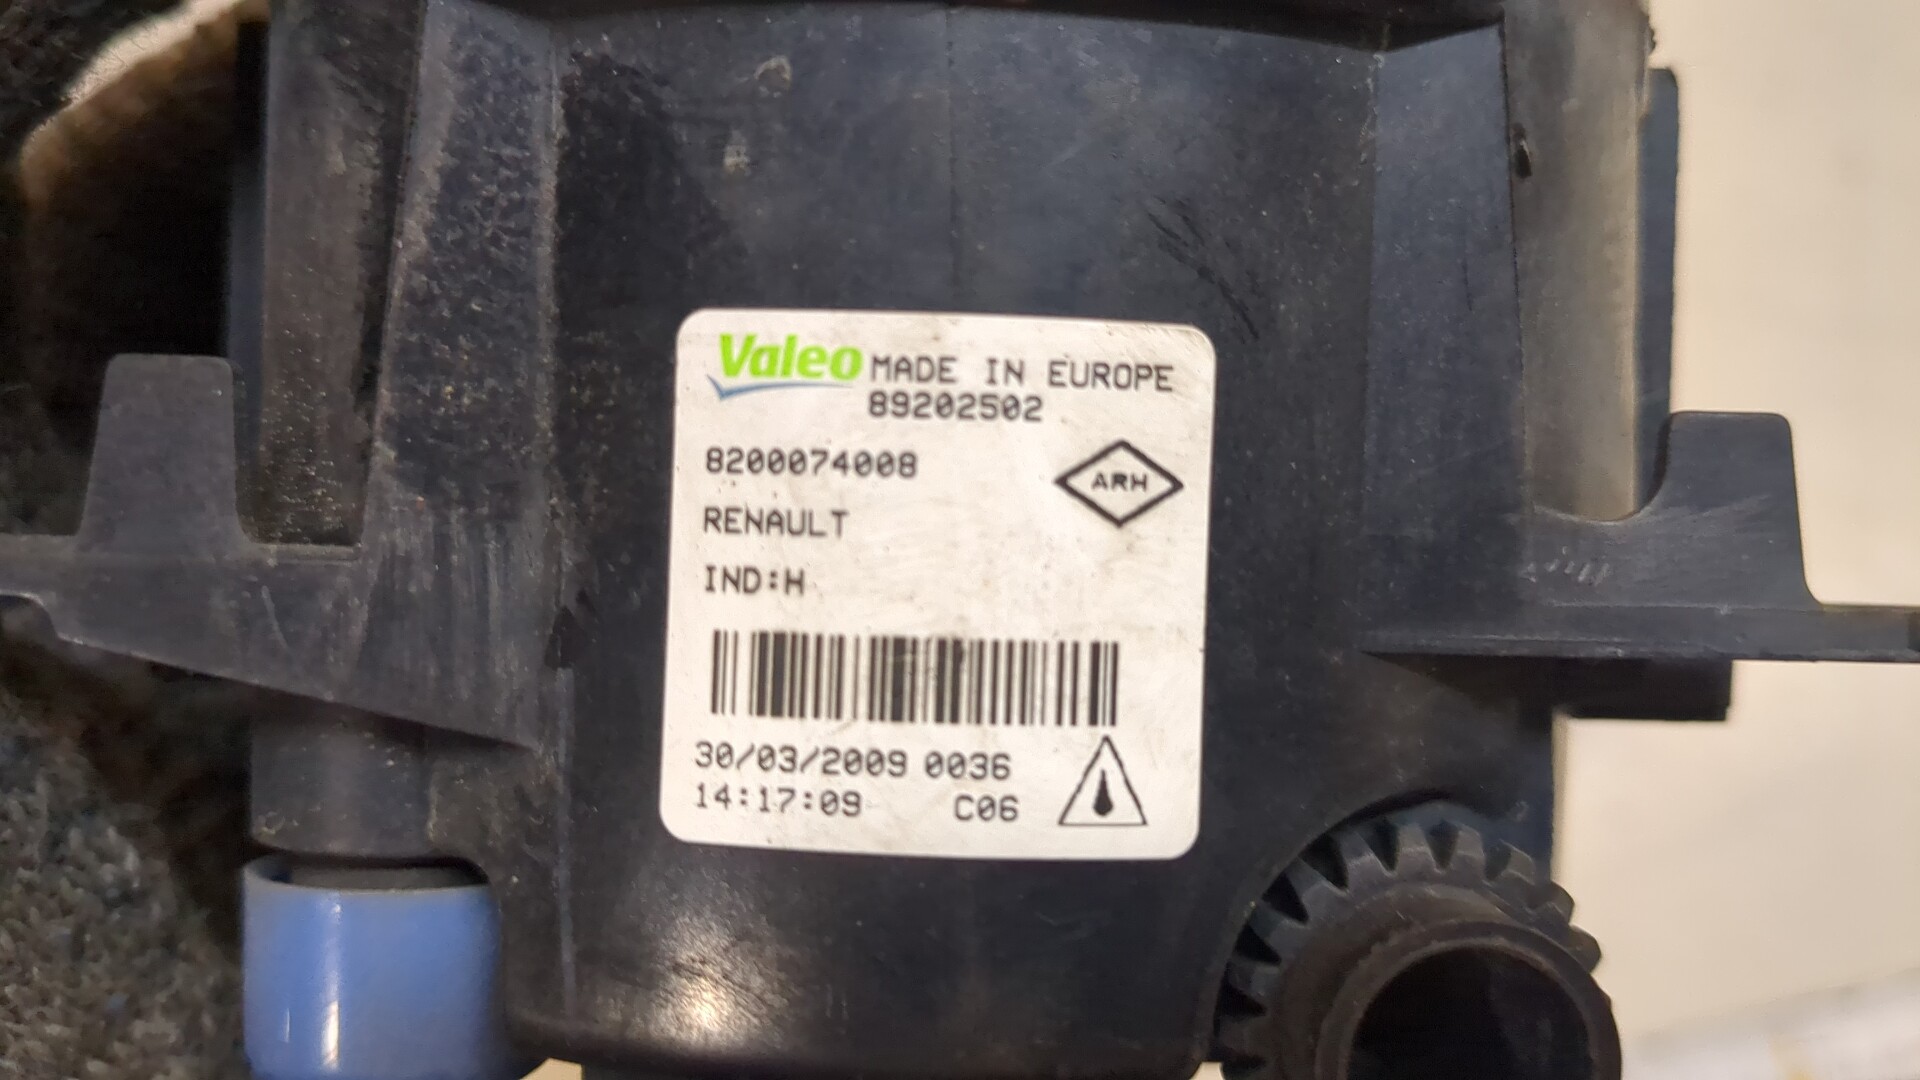 Valeo MADE IN EUROPE
89202502
8200074008
ARH
RENAULT
IND:H
30/03/2009 0036
14:17:09 C06